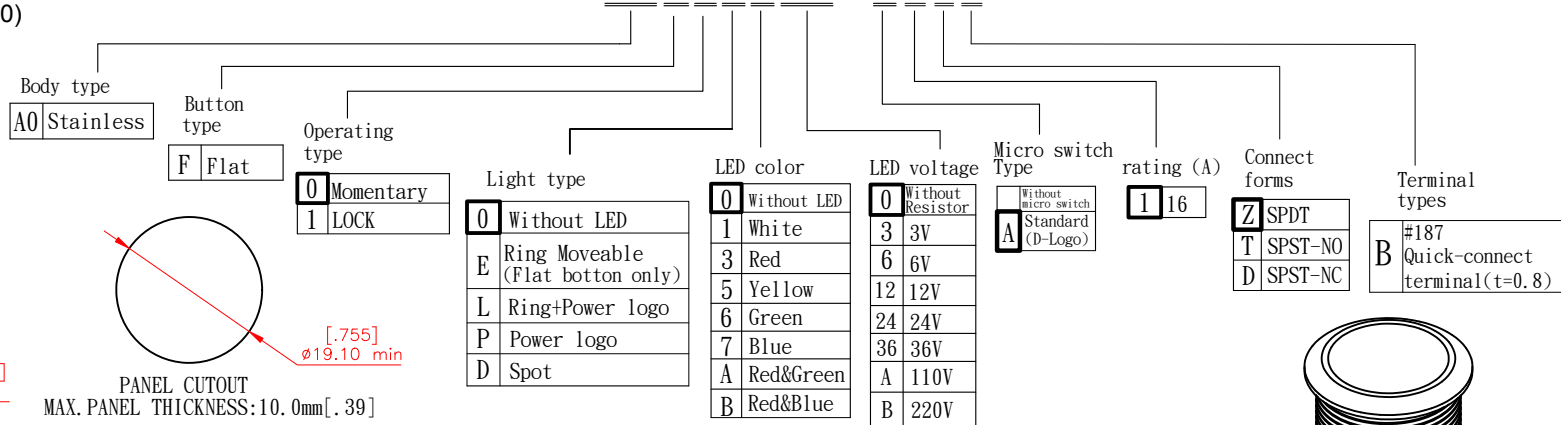 0)
Body type
A0 Stainless
Button
type
F Flat
Operating
type
0 Momentary
1 LOCK
Light type
0 Without LED
E Ring Moveable
(Flat botton only)
L Ring+Power logo
P Power logo
D Spot
LED color
0 Without LED
1 White
3 Red
5 Yellow
6 Green
7 Blue
A Red&Green
B Red&Blue
LED voltage
0 Without
Resistor
3 3V
6 6V
12 12V
24 24V
36 36V
A 110V
B 220V
Micro switch
Type
Without
micro switch
A Standard
(D-Logo)
rating (A)
1 16
Connect
forms
Z SPDT
T SPST-NO
D SPST-NC
Terminal
types
B #187
Quick-connect
terminal(t=0.8)
[.755]
ø19.10 min
]
PANEL CUTOUT
MAX.PANEL THICKNESS:10.0mm[.39]